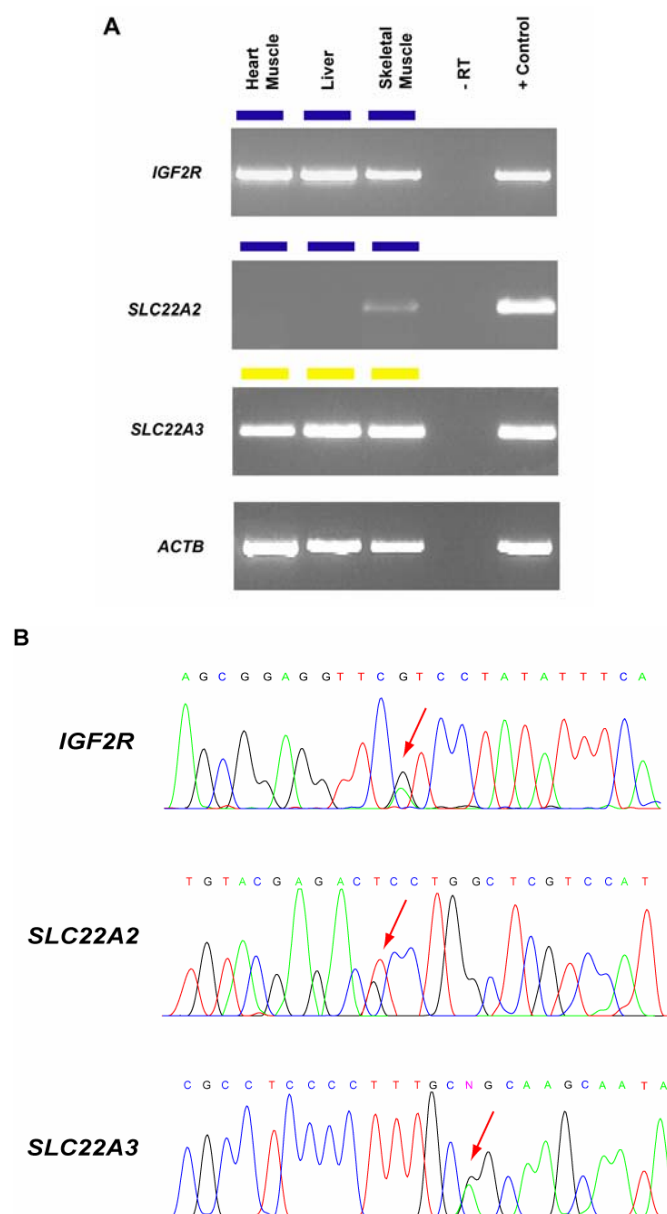 A
Heart Muscle
Liver
Skeletal Muscle
- RT
+ Control
IGF2R
SLC22A2
SLC22A3
ACTB
B
A G C G G A G G T T C G T C C T A T A T T T C A
IGF2R
T G T A C G A G A C T C C T G G C T C G T C C A T
SLC22A2
C G C C T C C C C T T T G C N G C A A G C A A T A
SLC22A3